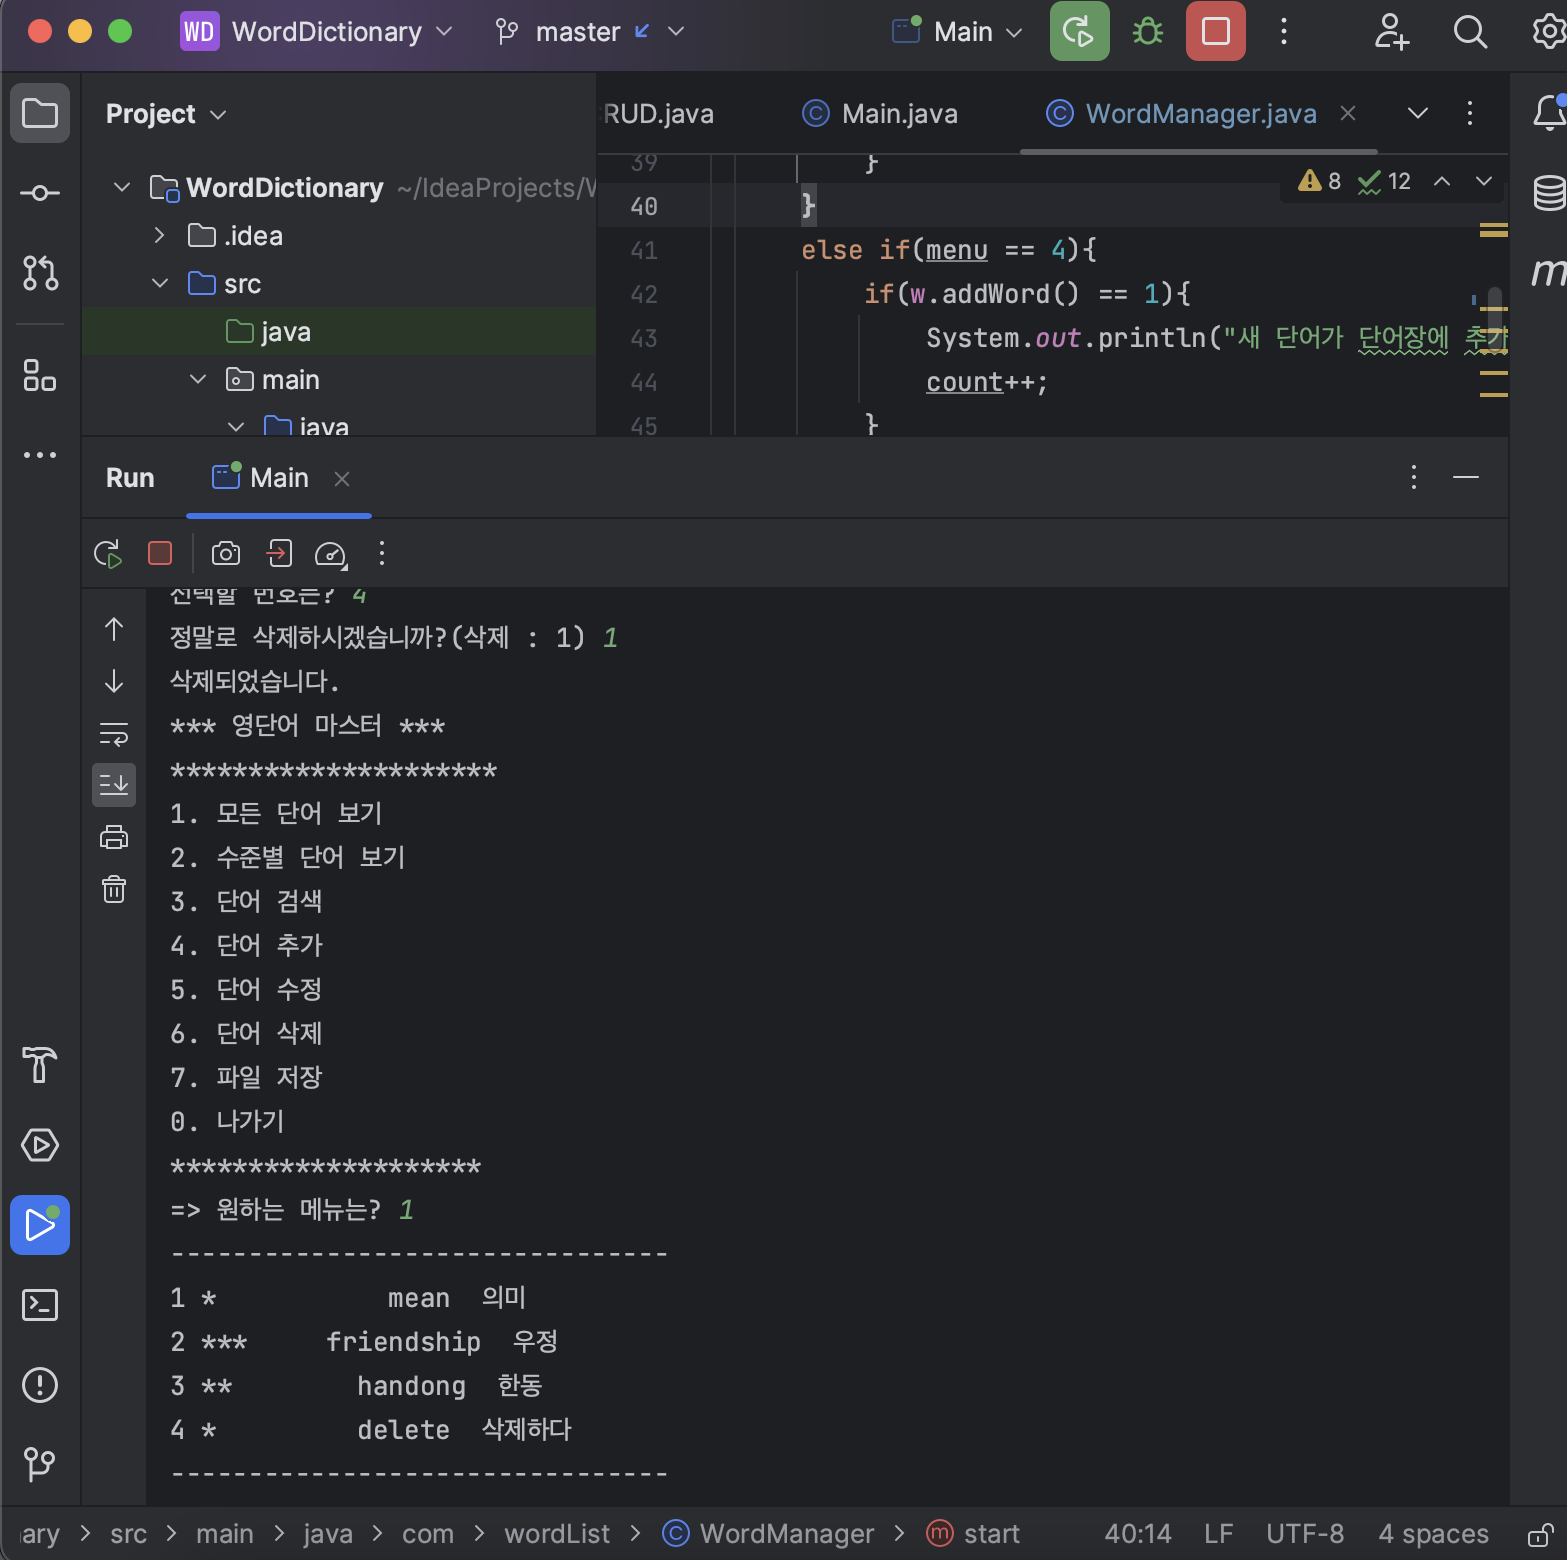 WD WordDictionary master Main
Project
RUD.java Main.java WordManager.java
WordDictionary ~/IdeaProjects/W
.idea
src
java
main
java
8 12
39 }
40 }
41 else if(menu == 4){
42 if(w.addWord() == 1){
43 System.out.println("새 단어가 단어장에 추가
44 count++;
45 }
Run Main
선택할 번호는? 4
정말로 삭제하시겠습니까?(삭제 : 1) 1
삭제되었습니다.
*** 영단어 마스터 ***
*********************
1. 모든 단어 보기
2. 수준별 단어 보기
3. 단어 검색
4. 단어 추가
5. 단어 수정
6. 단어 삭제
7. 파일 저장
0. 나가기
********************
=> 원하는 메뉴는? 1
--------------------------------
1 * mean 의미
2 *** friendship 우정
3 ** handong 한동
4 * delete 삭제하다
--------------------------------
ary > src > main > java > com > wordList > WordManager > start 40:14 LF UTF-8 4 spaces